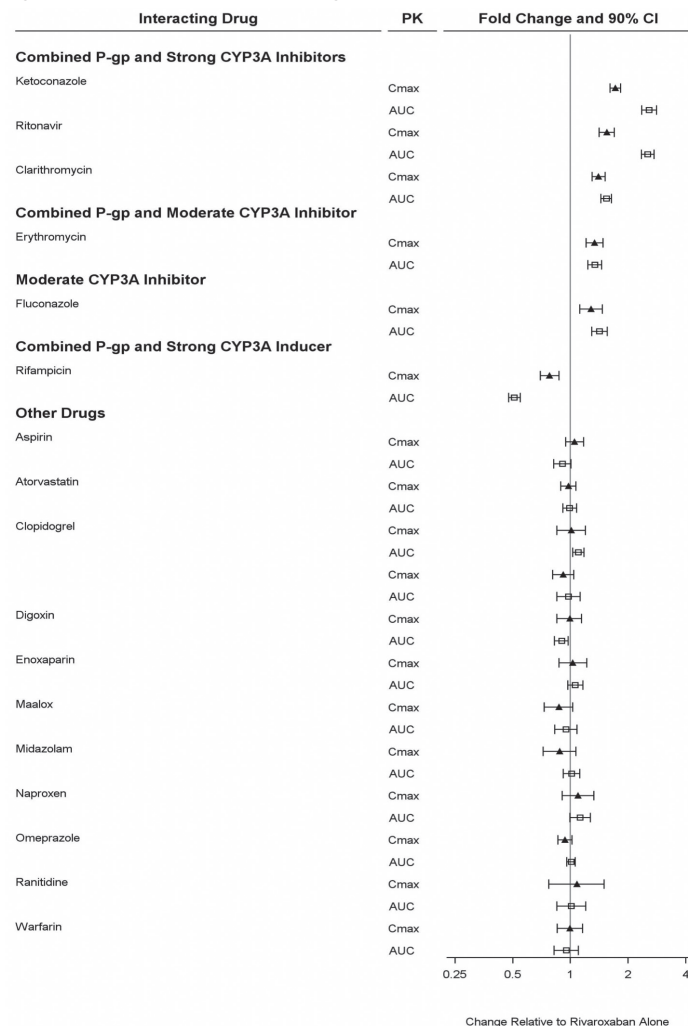 Interacting Drug PK Fold Change and 90% CI
Combined P-gp and Strong CYP3A Inhibitors
Ketoconazole
Cmax
AUC
Ritonavir
Cmax
AUC
Clarithromycin
Cmax
AUC
Combined P-gp and Moderate CYP3A Inhibitor
Erythromycin
Cmax
AUC
Moderate CYP3A Inhibitor
Fluconazole
Cmax
AUC
Combined P-gp and Strong CYP3A Inducer
Rifampicin
Cmax
AUC
Other Drugs
Aspirin
Cmax
AUC
Atorvastatin
Cmax
AUC
Clopidogrel
Cmax
AUC
Cmax
AUC
Digoxin
Cmax
AUC
Enoxaparin
Cmax
AUC
Maalox
Cmax
AUC
Midazolam
Cmax
AUC
Naproxen
Cmax
AUC
Omeprazole
Cmax
AUC
Ranitidine
Cmax
AUC
Warfarin
Cmax
AUC
0.25 0.5 1 2 4
Change Relative to Rivaroxaban Alone